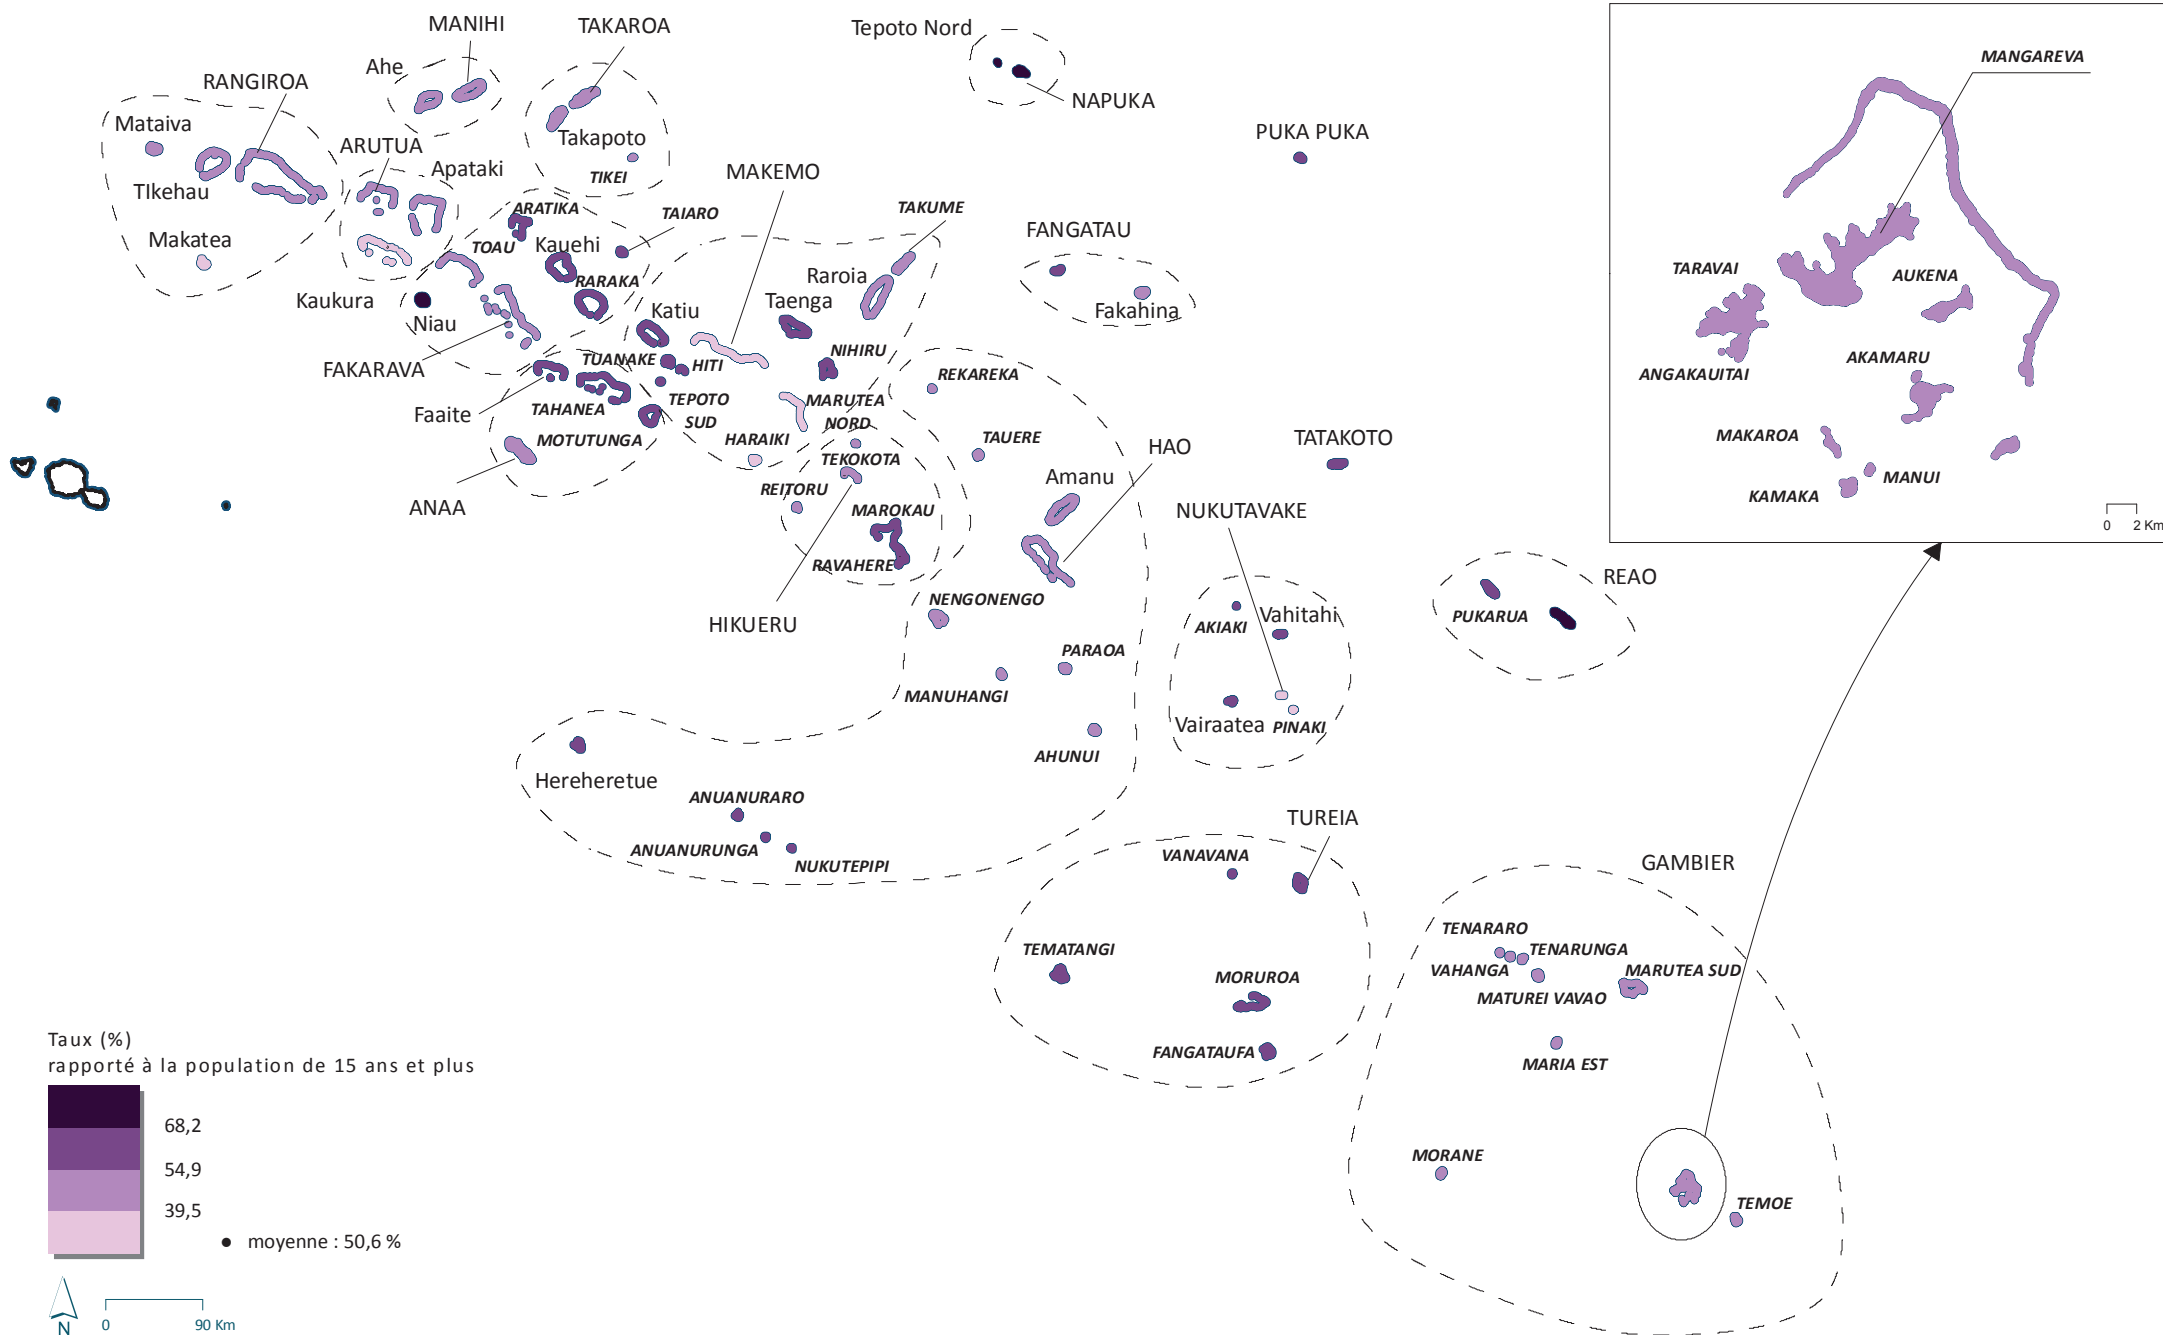 MANIHI
TAKAROA
Tepoto Nord
MANGAREVA
Ahe
RANGIROA
NAPUKA
Mataiva
ARUTUA
Takapoto
PUKA PUKA
Apataki
MAKEMO
TIKEI
TIkehau
ARATIKA
TAIARO
TAKUME
FANGATAU
Makatea
TOAU
Kauehi
Raroia
TARAVAI
AUKENA
RARAKA
Kaukura
Katiu
Taenga
Fakahina
Niau
NIHIRU
TUANAKE
HITI
FAKARAVA
REKAREKA
AKAMARU
ANGAKAUITAI
Faaite
TAHANEA
TEPOTO
SUD
MARUTEA
NORD
MOTUTUNGA
HARAIKI
TAUERE
HAO
TATAKOTO
MAKAROA
TEKOKOTA
ANAA
REITORU
Amanu
MANUI
KAMAKA
MAROKAU
NUKUTAVAKE
0 2 Km
RAVAHERE
REAO
NENGONENGO
HIKUERU
AKIAKI
Vahitahi
PUKARUA
PARAOA
MANUHANGI
Vairaatea
PINAKI
AHUNUI
Hereheretue
ANUANURARO
TUREIA
ANUANURUNGA
NUKUTEPIPI
VANAVANA
GAMBIER
TENARARO
TEMATANGI
TENARUNGA
VAHANGA
MARUTEA SUD
MORUROA
MATUREI VAVAO
FANGATAUFA
MARIA EST
MORANE
TEMOE
Taux (%)
rapporté à la population de 15 ans et plus
68,2
54,9
39,5
moyenne : 50,6 %
N
0 90 Km